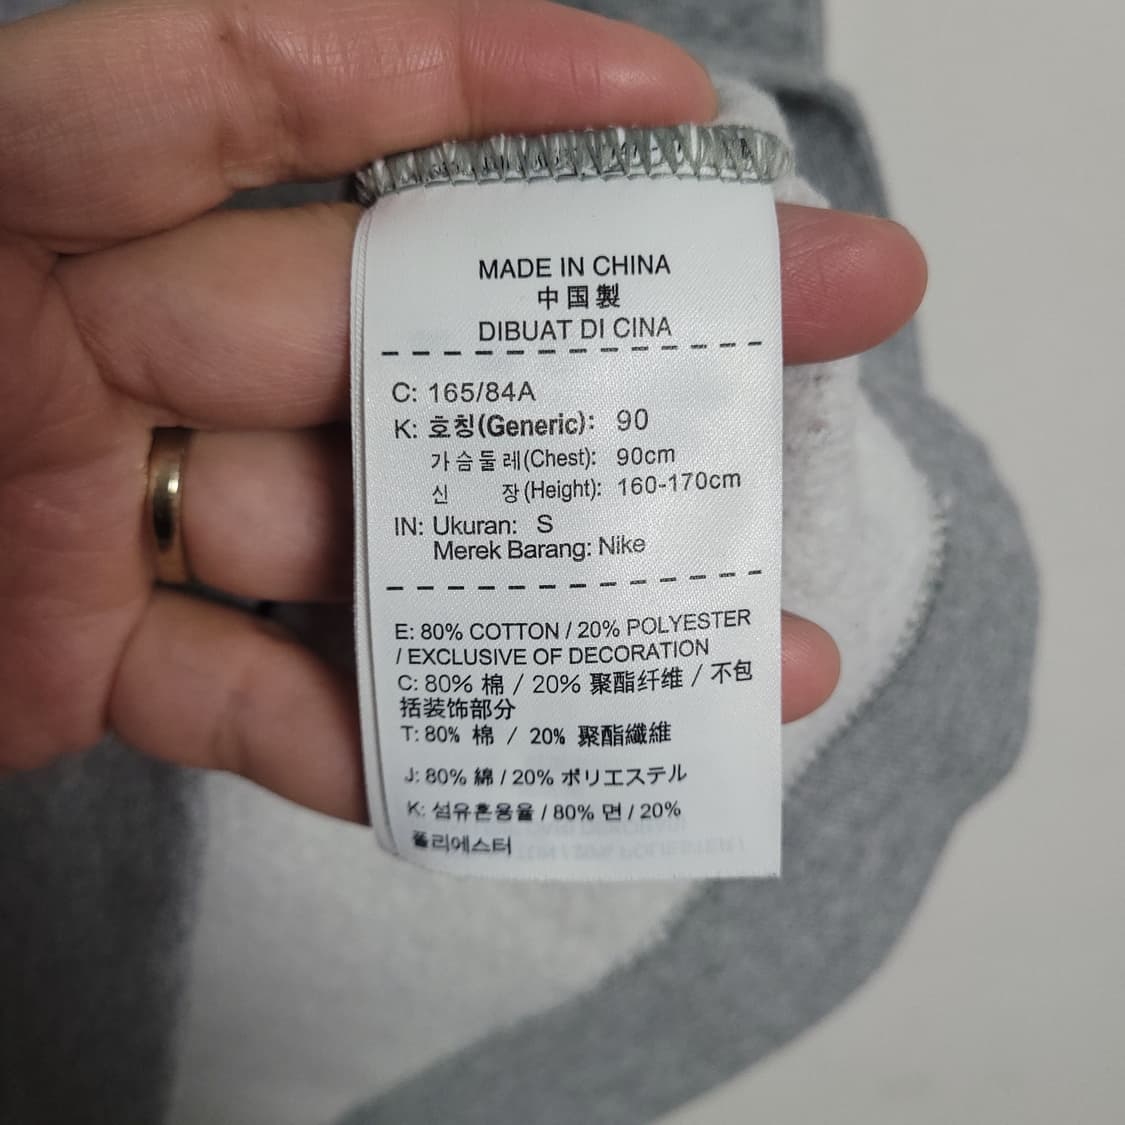 MADE IN CHINA
中国製
DIBUAT DI CINA
C: 165/84A
K: 호칭(Generic): 90
가슴둘레(Chest): 90cm
신 장(Height): 160-170cm
IN: Ukuran: S
Merek Barang: Nike
E: 80% COTTON / 20% POLYESTER
/ EXCLUSIVE OF DECORATION
C: 80% 棉 / 20% 聚酯纤维 / 不包
括装饰部分
T: 80% 棉 / 20% 聚酯纖維
J: 80% 綿 / 20% ポリエステル
K: 섬유혼용율 / 80% 면 / 20%
폴리에스터